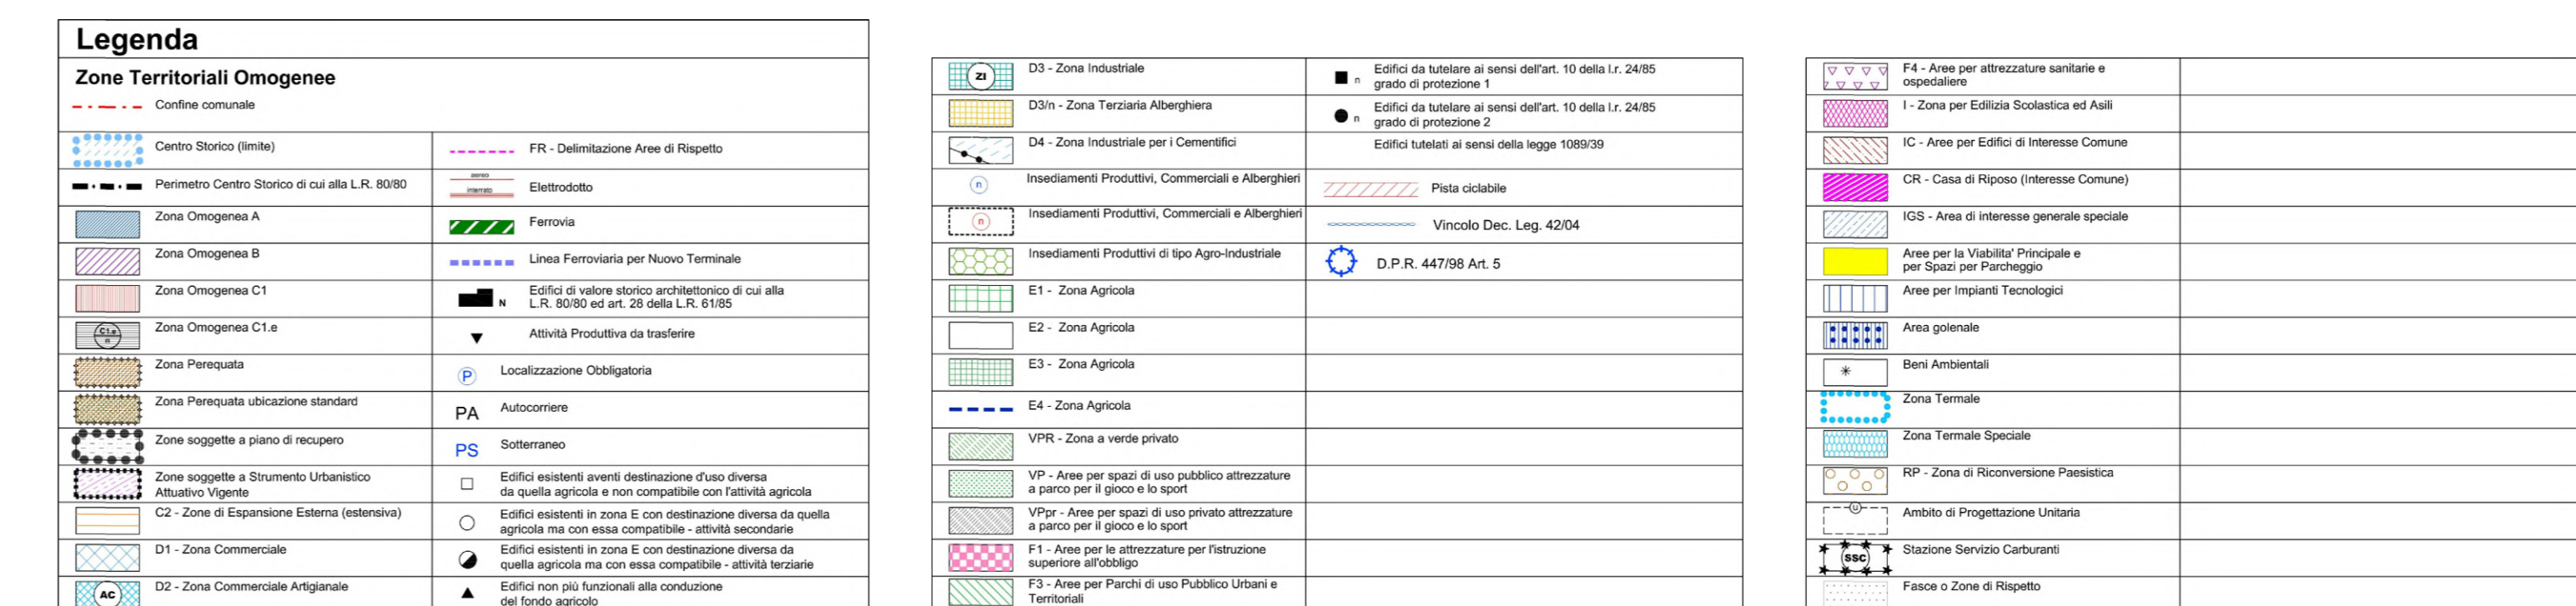 Legenda
Zone Territoriali Omogenee
Confine comunale
Centro Storico (limite)
Perimetro Centro Storico di cui alla L.R. 80/80
Zona Omogenea A
Zona Omogenea B
Zona Omogenea C1
C1.e
n
Zona Omogenea C1.e
Zona Perequata
Zona Perequata ubicazione standard
Zone soggette a piano di recupero
Zone soggette a Strumento Urbanistico
Attuativo Vigente
C2 - Zone di Espansione Esterna (estensiva)
D1 - Zona Commerciale
AC
D2 - Zona Commerciale Artigianale
FR - Delimitazione Aree di Rispetto
aereo
interrato
Elettrodotto
Ferrovia
Linea Ferroviaria per Nuovo Terminale
N
Edifici di valore storico architettonico di cui alla
L.R. 80/80 ed art. 28 della L.R. 61/85
Attività Produttiva da trasferire
P
Localizzazione Obbligatoria
PA
Autocorriere
PS
Sotterraneo
Edifici esistenti aventi destinazione d'uso diversa
da quella agricola e non compatibile con l'attività agricola
Edifici esistenti in zona E con destinazione diversa da quella
agricola ma con essa compatibile - attività secondarie
Edifici esistenti in zona E con destinazione diversa da
quella agricola ma con essa compatibile - attività terziarie
Edifici non più funzionali alla conduzione
del fondo agricolo
ZI
D3 - Zona Industriale
D3/n - Zona Terziaria Alberghiera
D4 - Zona Industriale per i Cementifici
n
Insediamenti Produttivi, Commerciali e Alberghieri
n
Insediamenti Produttivi, Commerciali e Alberghieri
Insediamenti Produttivi di tipo Agro-Industriale
E1 - Zona Agricola
E2 - Zona Agricola
E3 - Zona Agricola
E4 - Zona Agricola
VPR - Zona a verde privato
VP - Aree per spazi di uso pubblico attrezzature
a parco per il gioco e lo sport
VPpr - Aree per spazi di uso privato attrezzature
a parco per il gioco e lo sport
F1 - Aree per le attrezzature per l'istruzione
superiore all'obbligo
F3 - Aree per Parchi di uso Pubblico Urbani e
Territoriali
n
Edifici da tutelare ai sensi dell'art. 10 della l.r. 24/85
grado di protezione 1
n
Edifici da tutelare ai sensi dell'art. 10 della l.r. 24/85
grado di protezione 2
Edifici tutelati ai sensi della legge 1089/39
Pista ciclabile
Vincolo Dec. Leg. 42/04
D.P.R. 447/98 Art. 5
F4 - Aree per attrezzature sanitarie e
ospedaliere
I - Zona per Edilizia Scolastica ed Asili
IC - Aree per Edifici di Interesse Comune
CR - Casa di Riposo (Interesse Comune)
IGS - Area di interesse generale speciale
Aree per la Viabilita' Principale e
per Spazi per Parcheggio
Aree per Impianti Tecnologici
Area golenale
Beni Ambientali
Zona Termale
Zona Termale Speciale
RP - Zona di Riconversione Paesistica
U
Ambito di Progettazione Unitaria
SSC
Stazione Servizio Carburanti
Fasce o Zone di Rispetto